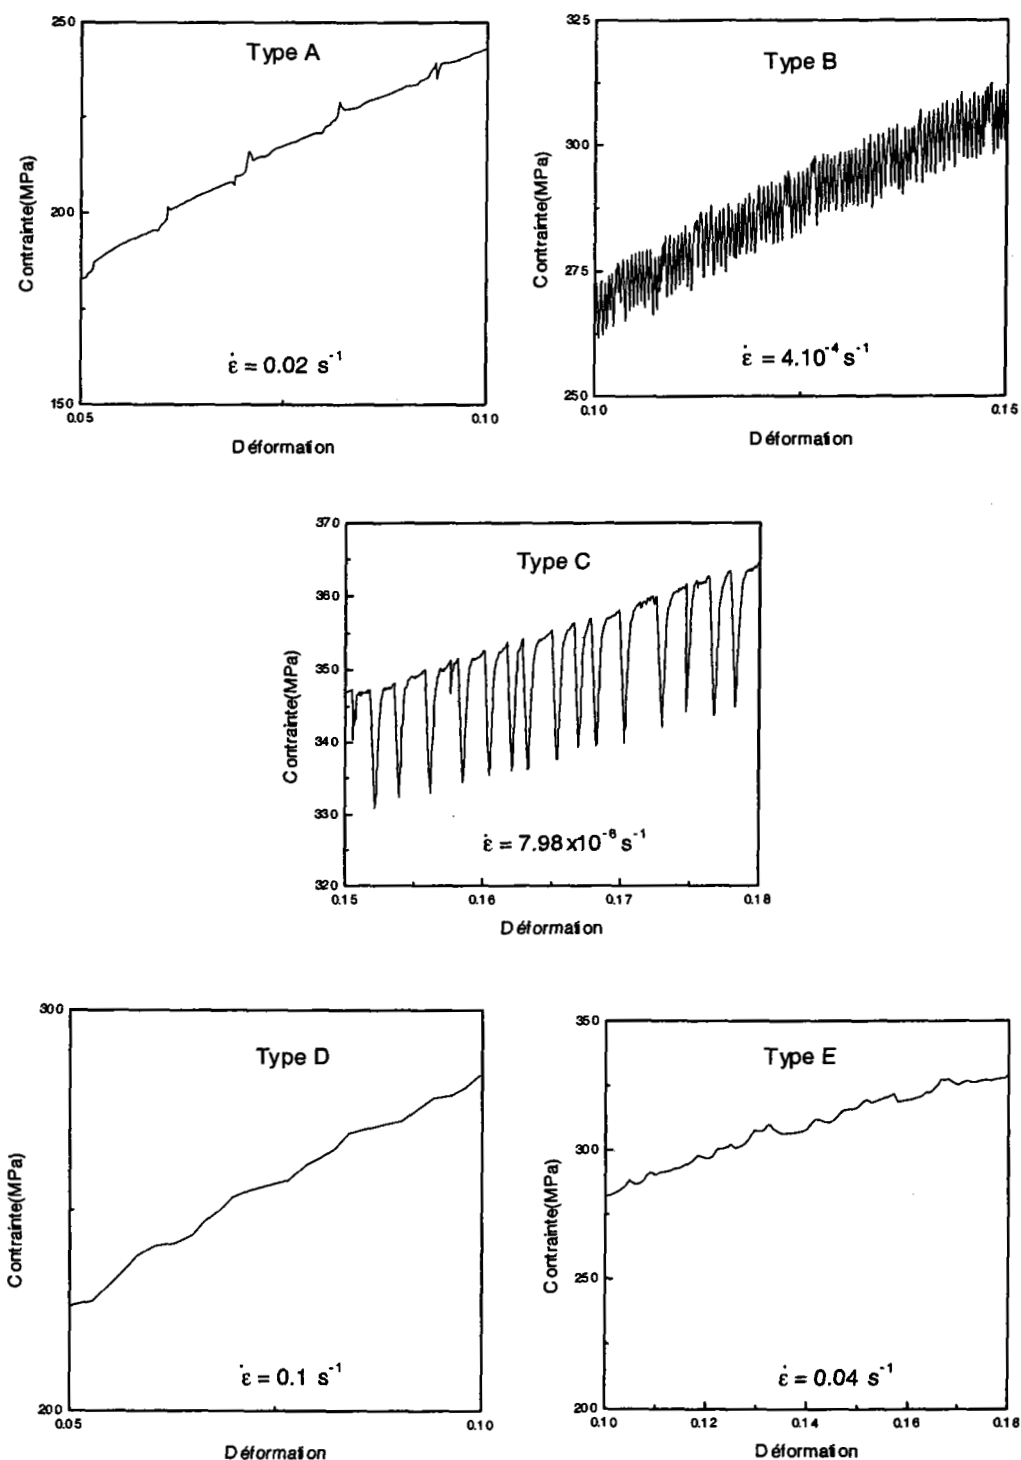 250
Type A
200
Contrainte(MPa)
ε̇ = 0.02 s⁻¹
150
0.05
0.10
Déformation
325
Type B
300
Contrainte(MPa)
275
ε̇ = 4.10⁻⁴ s⁻¹
250
0.10
0.15
Déformation
370
Type C
360
350
Contrainte(MPa)
340
330
ε̇ = 7.98x10⁻⁶ s⁻¹
320
0.15
0.16
0.17
0.18
Déformation
300
Type D
Contrainte(MPa)
ε̇ = 0.1 s⁻¹
200
0.05
0.10
Déformation
350
Type E
300
Contrainte(MPa)
250
ε̇ = 0.04 s⁻¹
200
0.10
0.12
0.14
0.16
0.18
Déformation